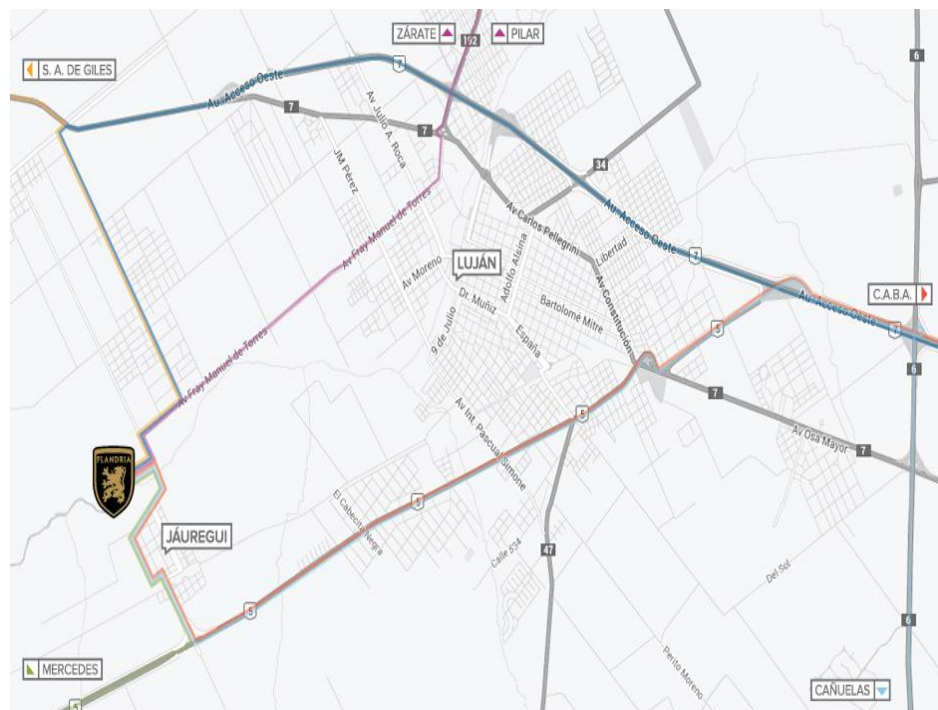 ZÁRATE
192
PILAR
6
S. A. DE GILES
7
Au. Acceso Oeste
7
Av Julio A. Roca
7
34
JM Pérez
Av Fray Manuel de Torres
Av Carlos Pellegrini
Au. Acceso Oeste
Libertad
Adolfo Alsina
LUJÁN
Av Moreno
7
C.A.B.A.
Au. Acceso Oeste
Dr. Muñiz
Bartolomé Mitre
Av Constitución
9 de Julio
España
5
7
6
Av Fray Manuel de Torres
7
Av Osa Mayor
7
5
Av Int. Pascual Simone
FLANDRIA
5
El Cabecita Negra
JÁUREGUI
Calle 534
47
Del Sol
5
6
MERCEDES
Perito Moreno
CAÑUELAS
5